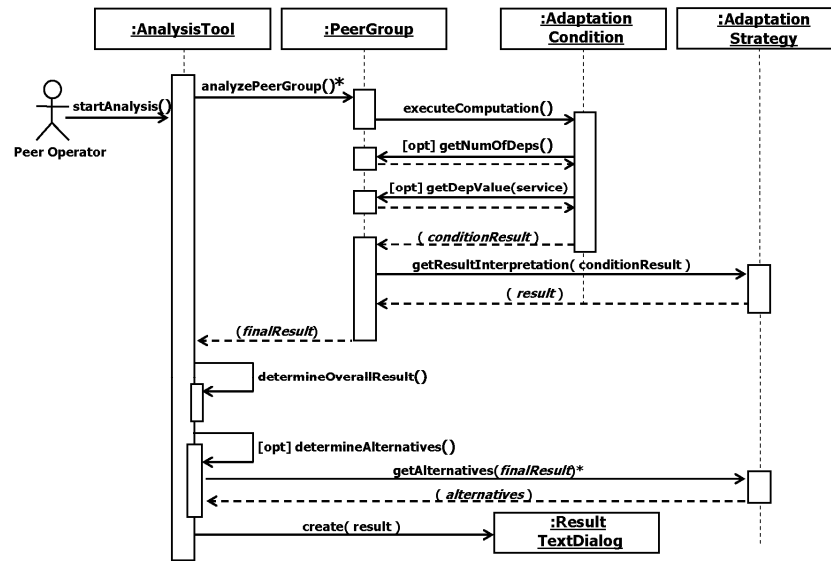 :AnalysisTool
:PeerGroup
:Adaptation
Condition
:Adaptation
Strategy
analyzePeerGroup()*
startAnalysis()
executeComputation()
Peer Operator
[opt] getNumOfDeps()
[opt] getDepValue(service)
( conditionResult )
getResultInterpretation( conditionResult )
( result )
(finalResult)
determineOverallResult()
[opt] determineAlternatives()
getAlternatives(finalResult)*
( alternatives )
create( result )
:Result
TextDialog